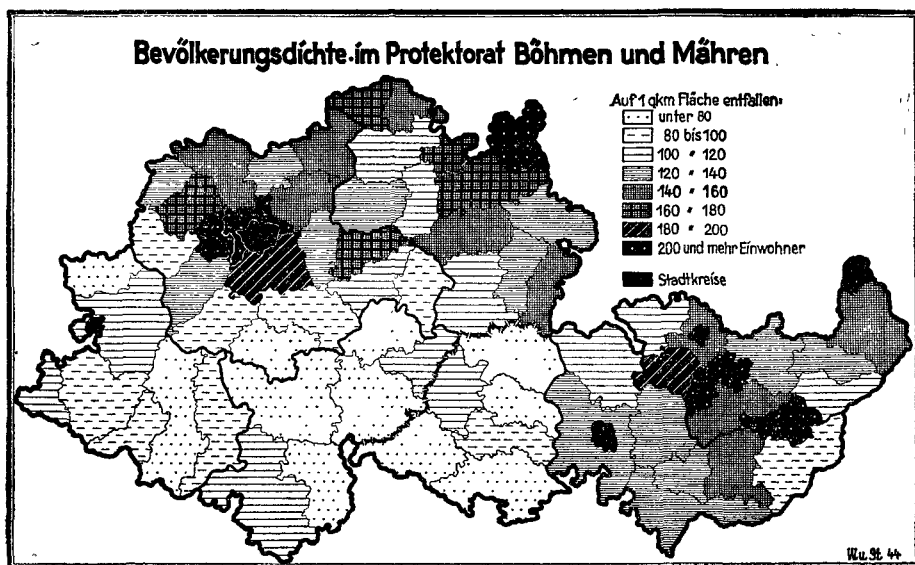 Bevölkerungsdichte im Protektorat Böhmen und Mähren
Auf 1 qkm Fläche entfallen:
unter 80
80 bis 100
100 " 120
120 " 140
140 " 160
160 " 180
180 " 200
200 und mehr Einwohner
Stadtkreise
W.u.St 44